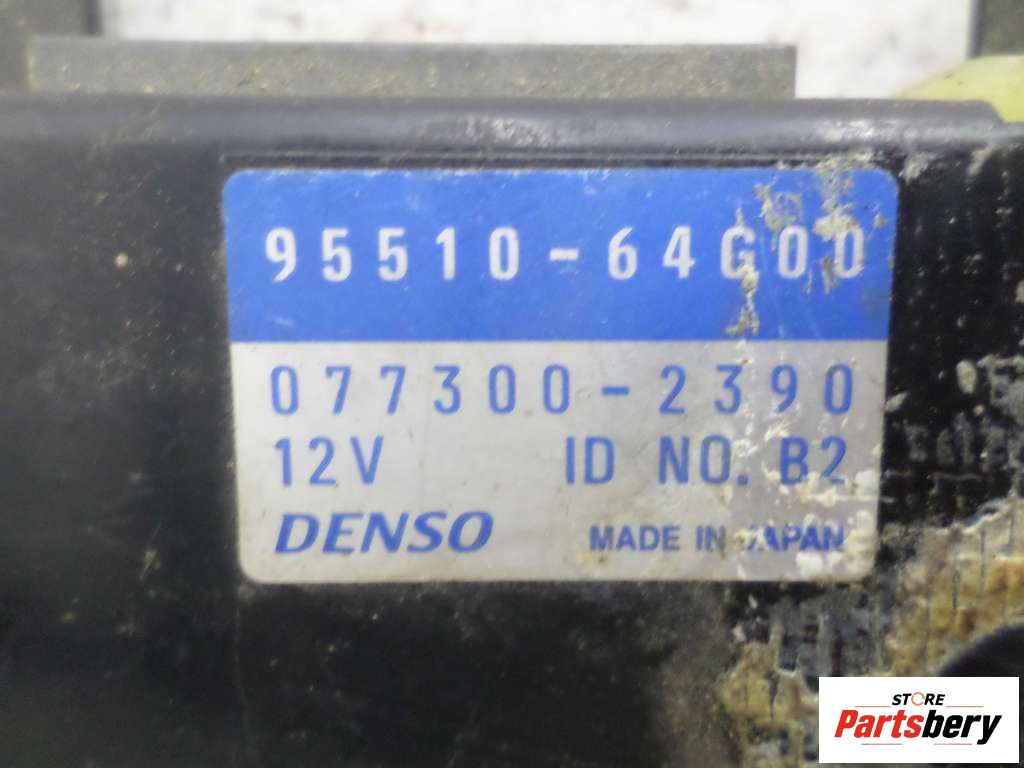 95510-64G00
077300-2390
12V ID NO. B2
DENSO MADE IN JAPAN
STORE
Partsbery